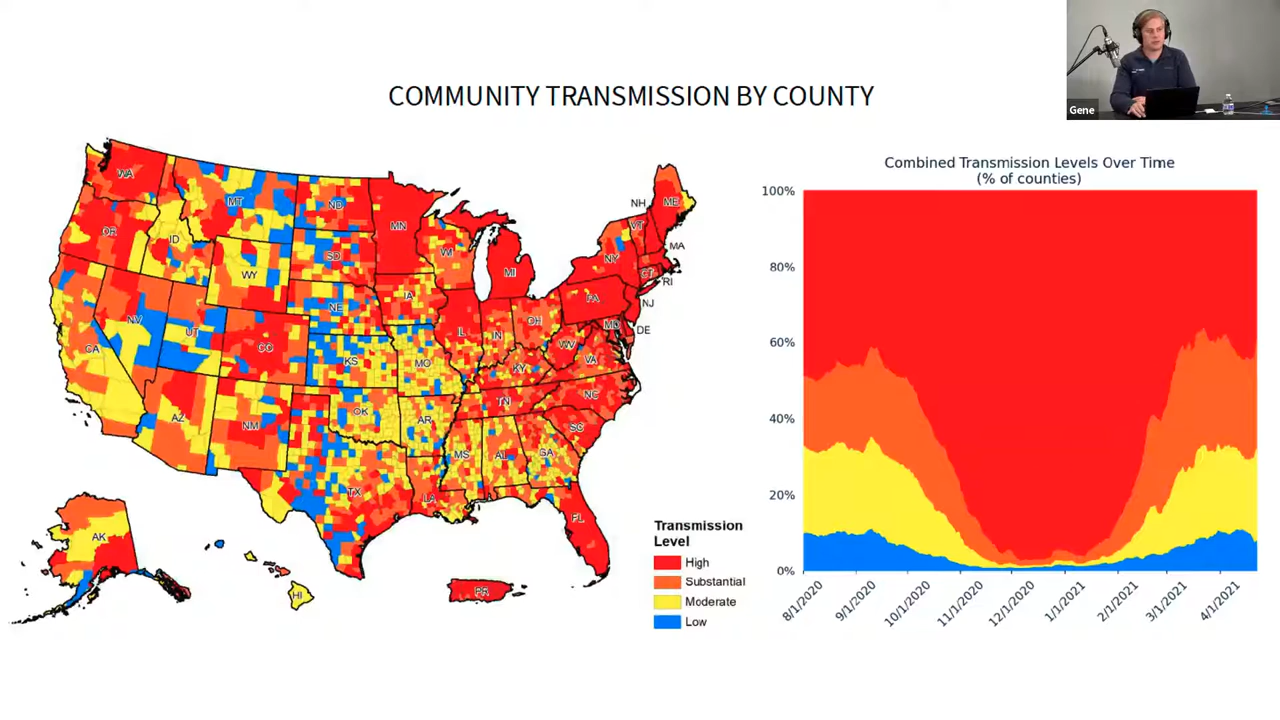 Gene
COMMUNITY TRANSMISSION BY COUNTY
WA
OR
CA
NV
ID
MT
WY
UT
AZ
CO
NM
ND
SD
NE
KS
OK
TX
MN
IA
MO
AR
LA
WI
IL
MI
IN
OH
KY
TN
MS
AL
GA
FL
SC
NC
VA
WV
PA
NY
VT
NH
ME
MA
CT
RI
NJ
DE
MD
AK
HI
PR
Transmission
Level
High
Substantial
Moderate
Low
Combined Transmission Levels Over Time
(% of counties)
100%
80%
60%
40%
20%
0%
8/1/2020
9/1/2020
10/1/2020
11/1/2020
12/1/2020
1/1/2021
2/1/2021
3/1/2021
4/1/2021